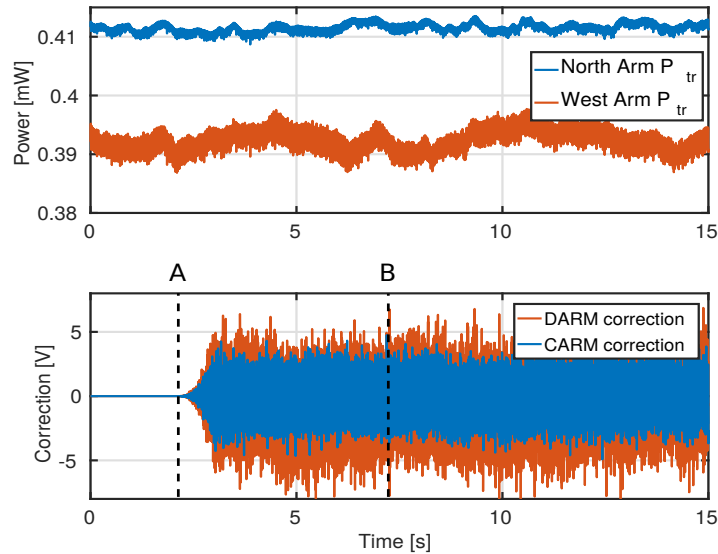 0.41
0.4
0.39
0.38
Power [mW]
North Arm P tr
West Arm P tr
0 5 10 15
A B
5
0
-5
Correction [V]
DARM correction
CARM correction
0 5 10 15
Time [s]